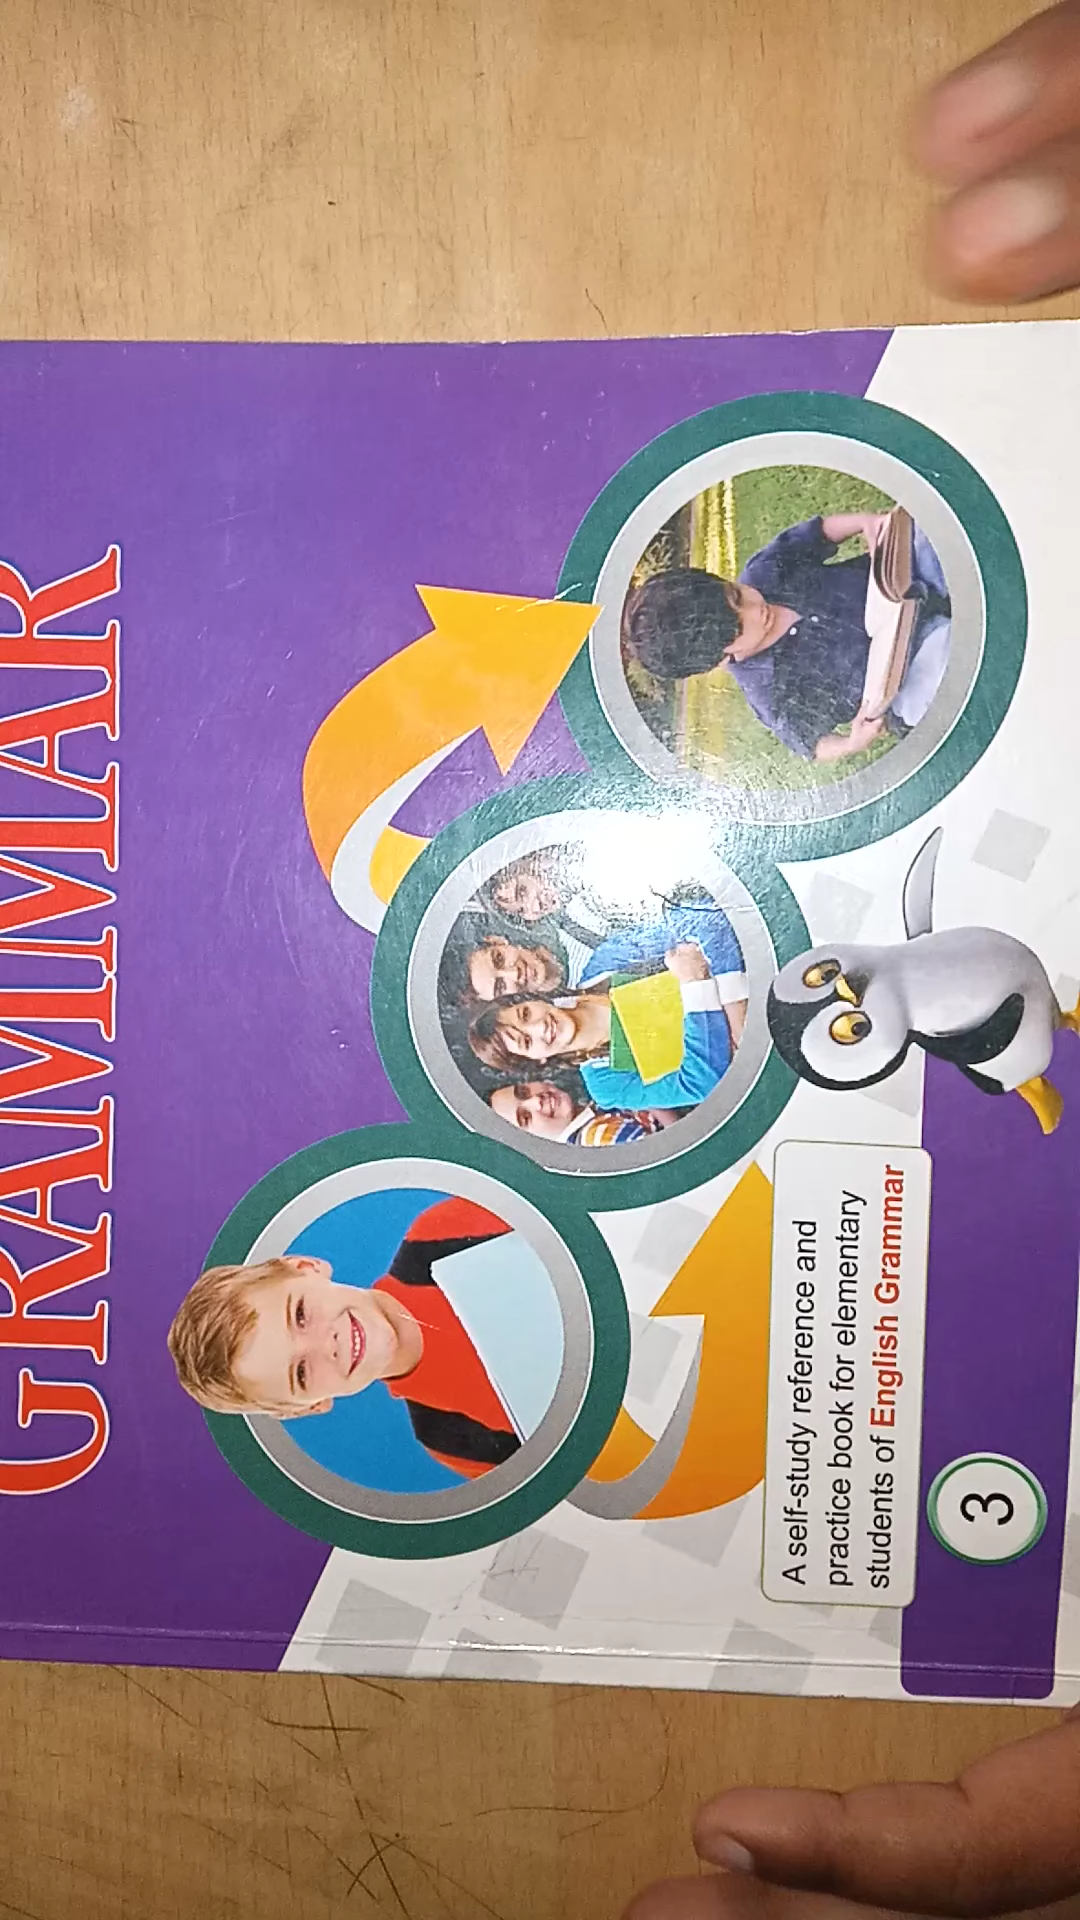 GRAMMAR
A self-study reference and
practice book for elementary
students of English Grammar
3